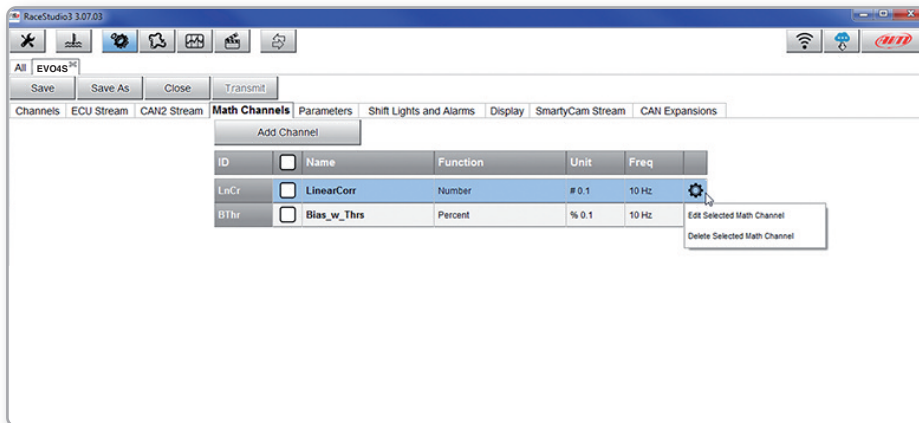 RaceStudio3 3.07.03
AiM
All EVO4S
Save Save As Close Transmit
Channels ECU Stream CAN2 Stream Math Channels Parameters Shift Lights and Alarms Display SmartyCam Stream CAN Expansions
Add Channel
ID Name Function Unit Freq
LnCr LinearCorr Number # 0.1 10 Hz
BThr Bias_w_Thrs Percent % 0.1 10 Hz
Edit Selected Math Channel
Delete Selected Math Channel